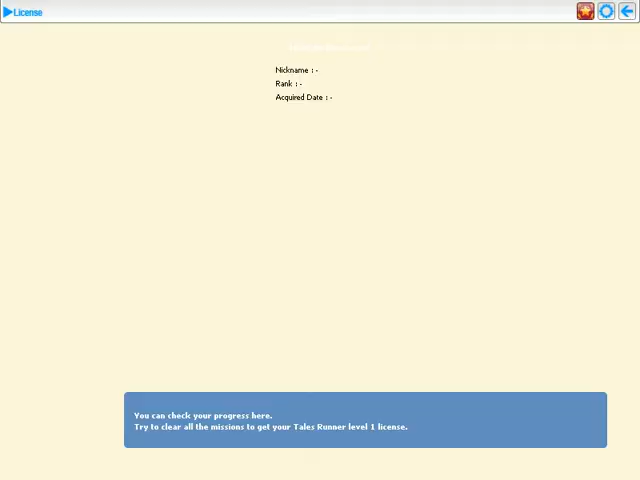 License
Nickname : -
Rank : -
Acquired Date : -
You can check your progress here.
Try to clear all the missions to get your Tales Runner level 1 license.